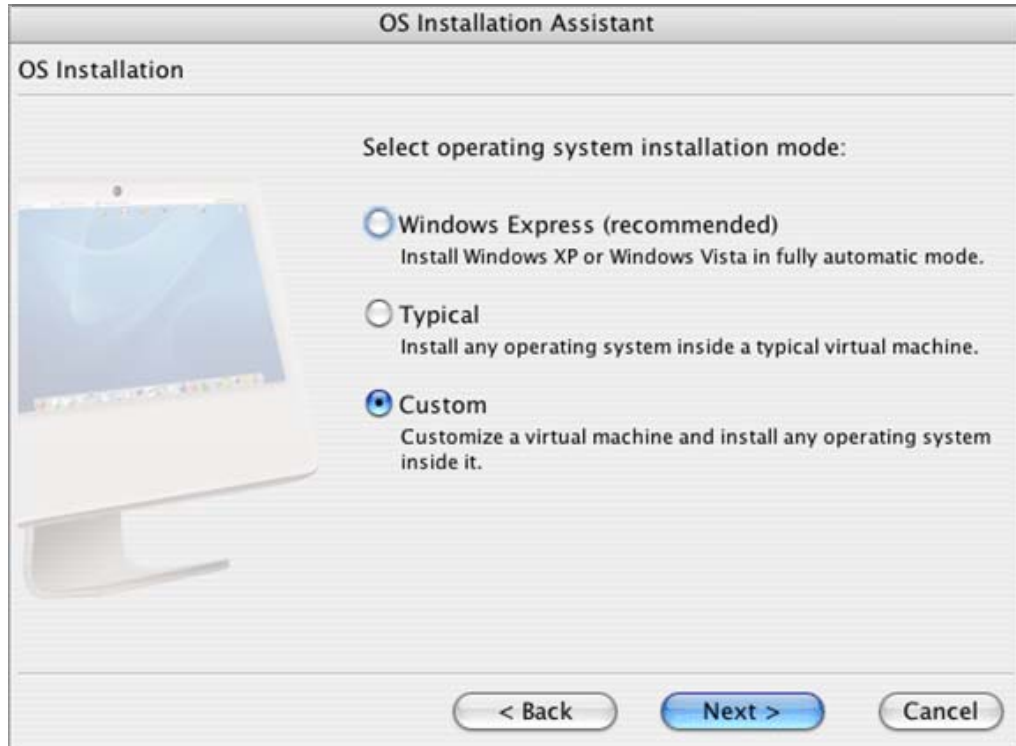 OS Installation Assistant
OS Installation
Select operating system installation mode:
Windows Express (recommended)
Install Windows XP or Windows Vista in fully automatic mode.
Typical
Install any operating system inside a typical virtual machine.
Custom
Customize a virtual machine and install any operating system
inside it.
< Back
Next >
Cancel